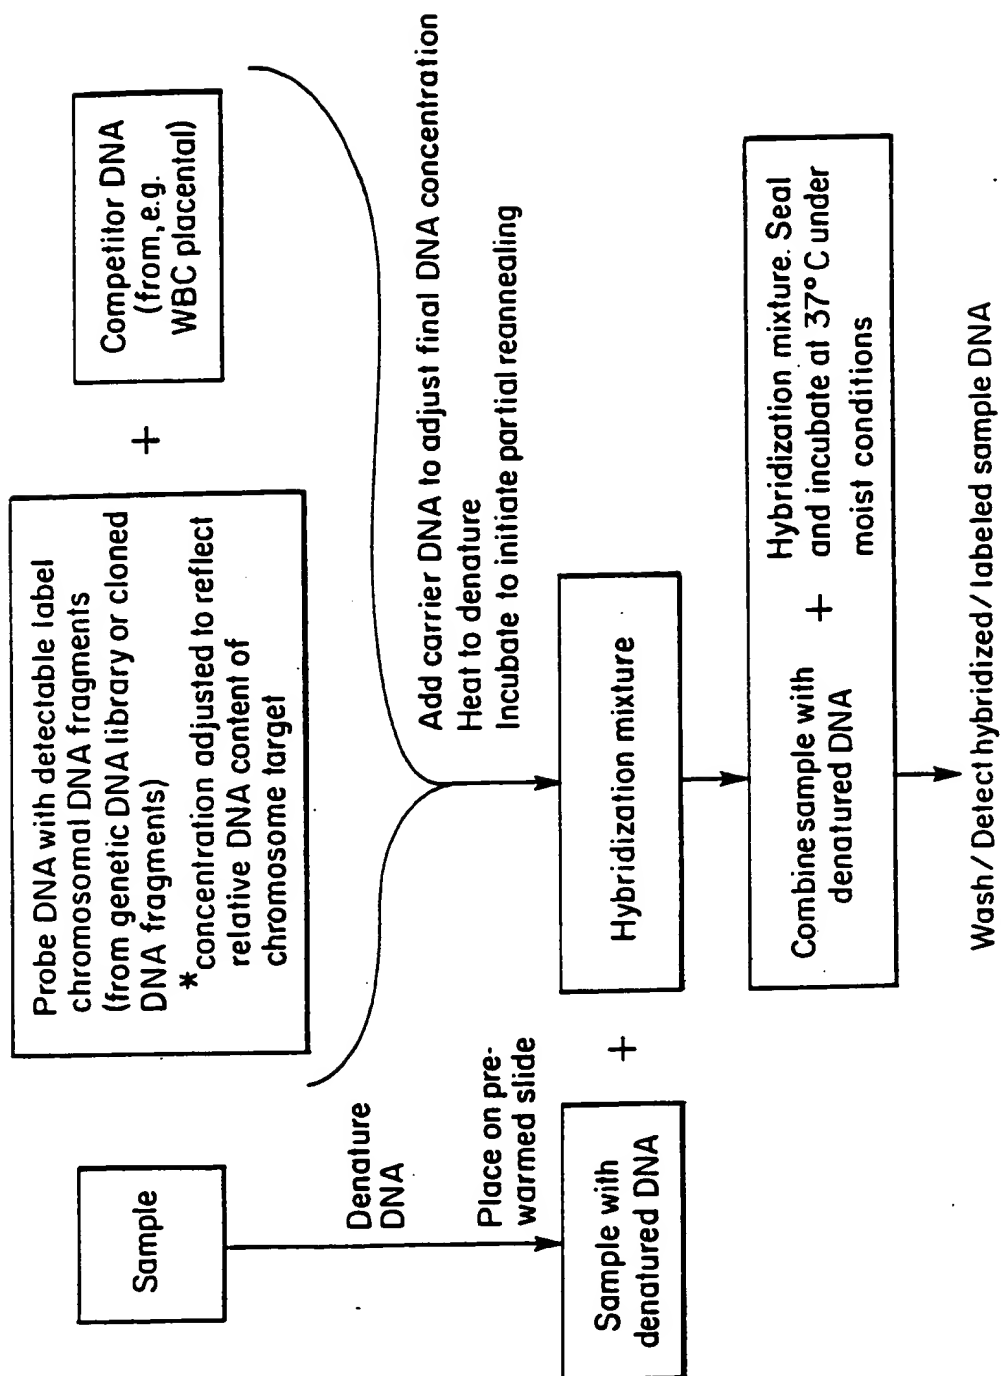 Sample
Denature
DNA
Place on pre-
warmed slide
Sample with
denatured DNA
+
Probe DNA with detectable label
chromosomal DNA fragments
(from genetic DNA library or cloned
DNA fragments)
*concentration adjusted to reflect
relative DNA content of
chromosome target
+
Competitor DNA
(from, e.g.
WBC placental)
Add carrier DNA to adjust final DNA concentration
Heat to denature
Incubate to initiate partial reannealing
Hybridization mixture
Combine sample with
denatured DNA
+
Hybridization mixture. Seal
and incubate at 37°C under
moist conditions
Wash / Detect hybridized / labeled sample DNA